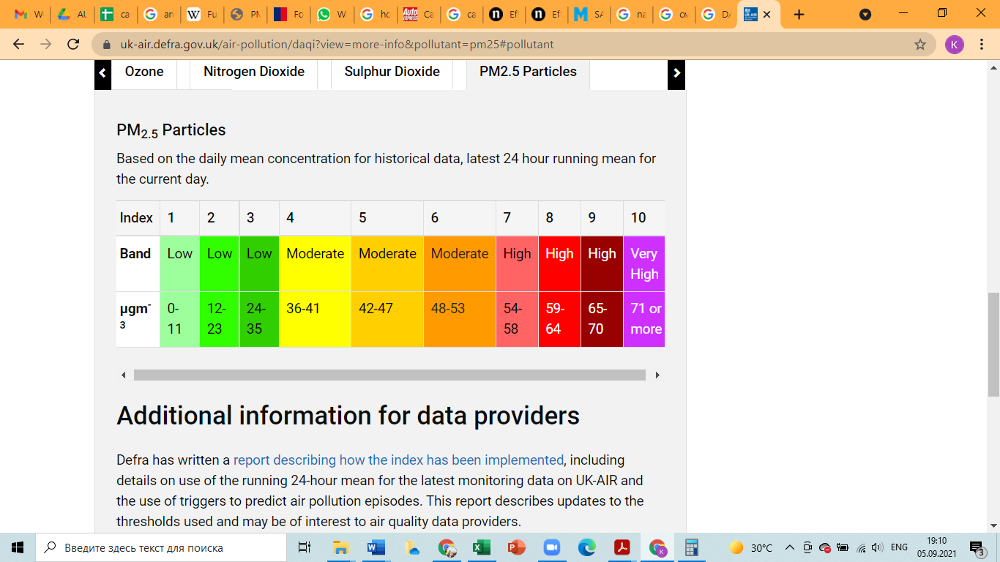 We
AU
ca
an
Fu
PM
Fo
W
ho
Ca
ca
Eff
Eff
SA
na
см
DA
uk-air.defra.gov.uk/air-pollution/daqi?view=more-info&pollutant=pm25#pollutant
K
Ozone
Nitrogen Dioxide
Sulphur Dioxide
PM2.5 Particles
PM2.5 Particles
Based on the daily mean concentration for historical data, latest 24 hour running mean for
the current day.
Index 1 2 3 4 5 6 7 8 9 10
Band Low Low Low Moderate Moderate Moderate High High High Very
High
µgm- 0- 12- 24- 36-41 42-47 48-53 54- 59- 65- 71 or
3 11 23 35 58 64 70 more
Additional information for data providers
Defra has written a report describing how the index has been implemented, including
details on use of the running 24-hour mean for the latest monitoring data on UK-AIR and
the use of triggers to predict air pollution episodes. This report describes updates to the
thresholds used and may be of interest to air quality data providers.
Введите здесь текст для поиска
30°C
ENG
19:10
05.09.2021
3